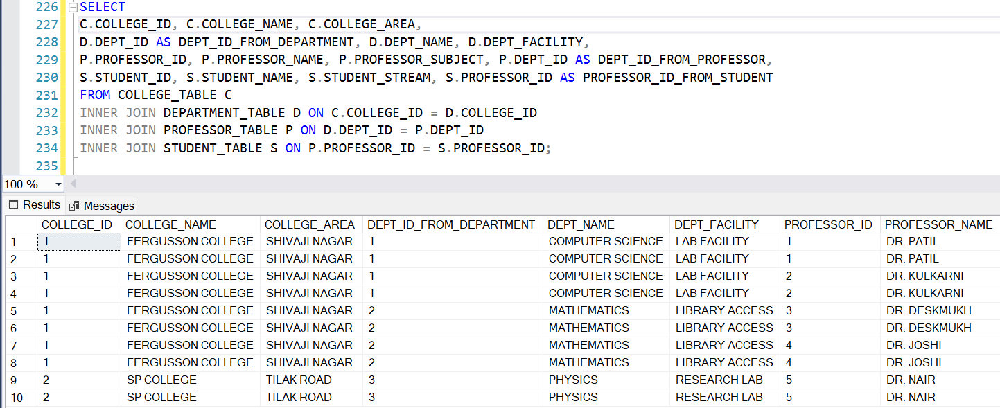 226 SELECT
227 C.COLLEGE_ID, C.COLLEGE_NAME, C.COLLEGE_AREA,
228 D.DEPT_ID AS DEPT_ID_FROM_DEPARTMENT, D.DEPT_NAME, D.DEPT_FACILITY,
229 P.PROFESSOR_ID, P.PROFESSOR_NAME, P.PROFESSOR_SUBJECT, P.DEPT_ID AS DEPT_ID_FROM_PROFESSOR,
230 S.STUDENT_ID, S.STUDENT_NAME, S.STUDENT_STREAM, S.PROFESSOR_ID AS PROFESSOR_ID_FROM_STUDENT
231 FROM COLLEGE_TABLE C
232 INNER JOIN DEPARTMENT_TABLE D ON C.COLLEGE_ID = D.COLLEGE_ID
233 INNER JOIN PROFESSOR_TABLE P ON D.DEPT_ID = P.DEPT_ID
234 INNER JOIN STUDENT_TABLE S ON P.PROFESSOR_ID = S.PROFESSOR_ID;
235
100 %
Results Messages
COLLEGE_ID COLLEGE_NAME COLLEGE_AREA DEPT_ID_FROM_DEPARTMENT DEPT_NAME DEPT_FACILITY PROFESSOR_ID PROFESSOR_NAME
1 1 FERGUSSON COLLEGE SHIVAJI NAGAR 1 COMPUTER SCIENCE LAB FACILITY 1 DR. PATIL
2 1 FERGUSSON COLLEGE SHIVAJI NAGAR 1 COMPUTER SCIENCE LAB FACILITY 1 DR. PATIL
3 1 FERGUSSON COLLEGE SHIVAJI NAGAR 1 COMPUTER SCIENCE LAB FACILITY 2 DR. KULKARNI
4 1 FERGUSSON COLLEGE SHIVAJI NAGAR 1 COMPUTER SCIENCE LAB FACILITY 2 DR. KULKARNI
5 1 FERGUSSON COLLEGE SHIVAJI NAGAR 2 MATHEMATICS LIBRARY ACCESS 3 DR. DESKMUKH
6 1 FERGUSSON COLLEGE SHIVAJI NAGAR 2 MATHEMATICS LIBRARY ACCESS 3 DR. DESKMUKH
7 1 FERGUSSON COLLEGE SHIVAJI NAGAR 2 MATHEMATICS LIBRARY ACCESS 4 DR. JOSHI
8 1 FERGUSSON COLLEGE SHIVAJI NAGAR 2 MATHEMATICS LIBRARY ACCESS 4 DR. JOSHI
9 2 SP COLLEGE TILAK ROAD 3 PHYSICS RESEARCH LAB 5 DR. NAIR
10 2 SP COLLEGE TILAK ROAD 3 PHYSICS RESEARCH LAB 5 DR. NAIR